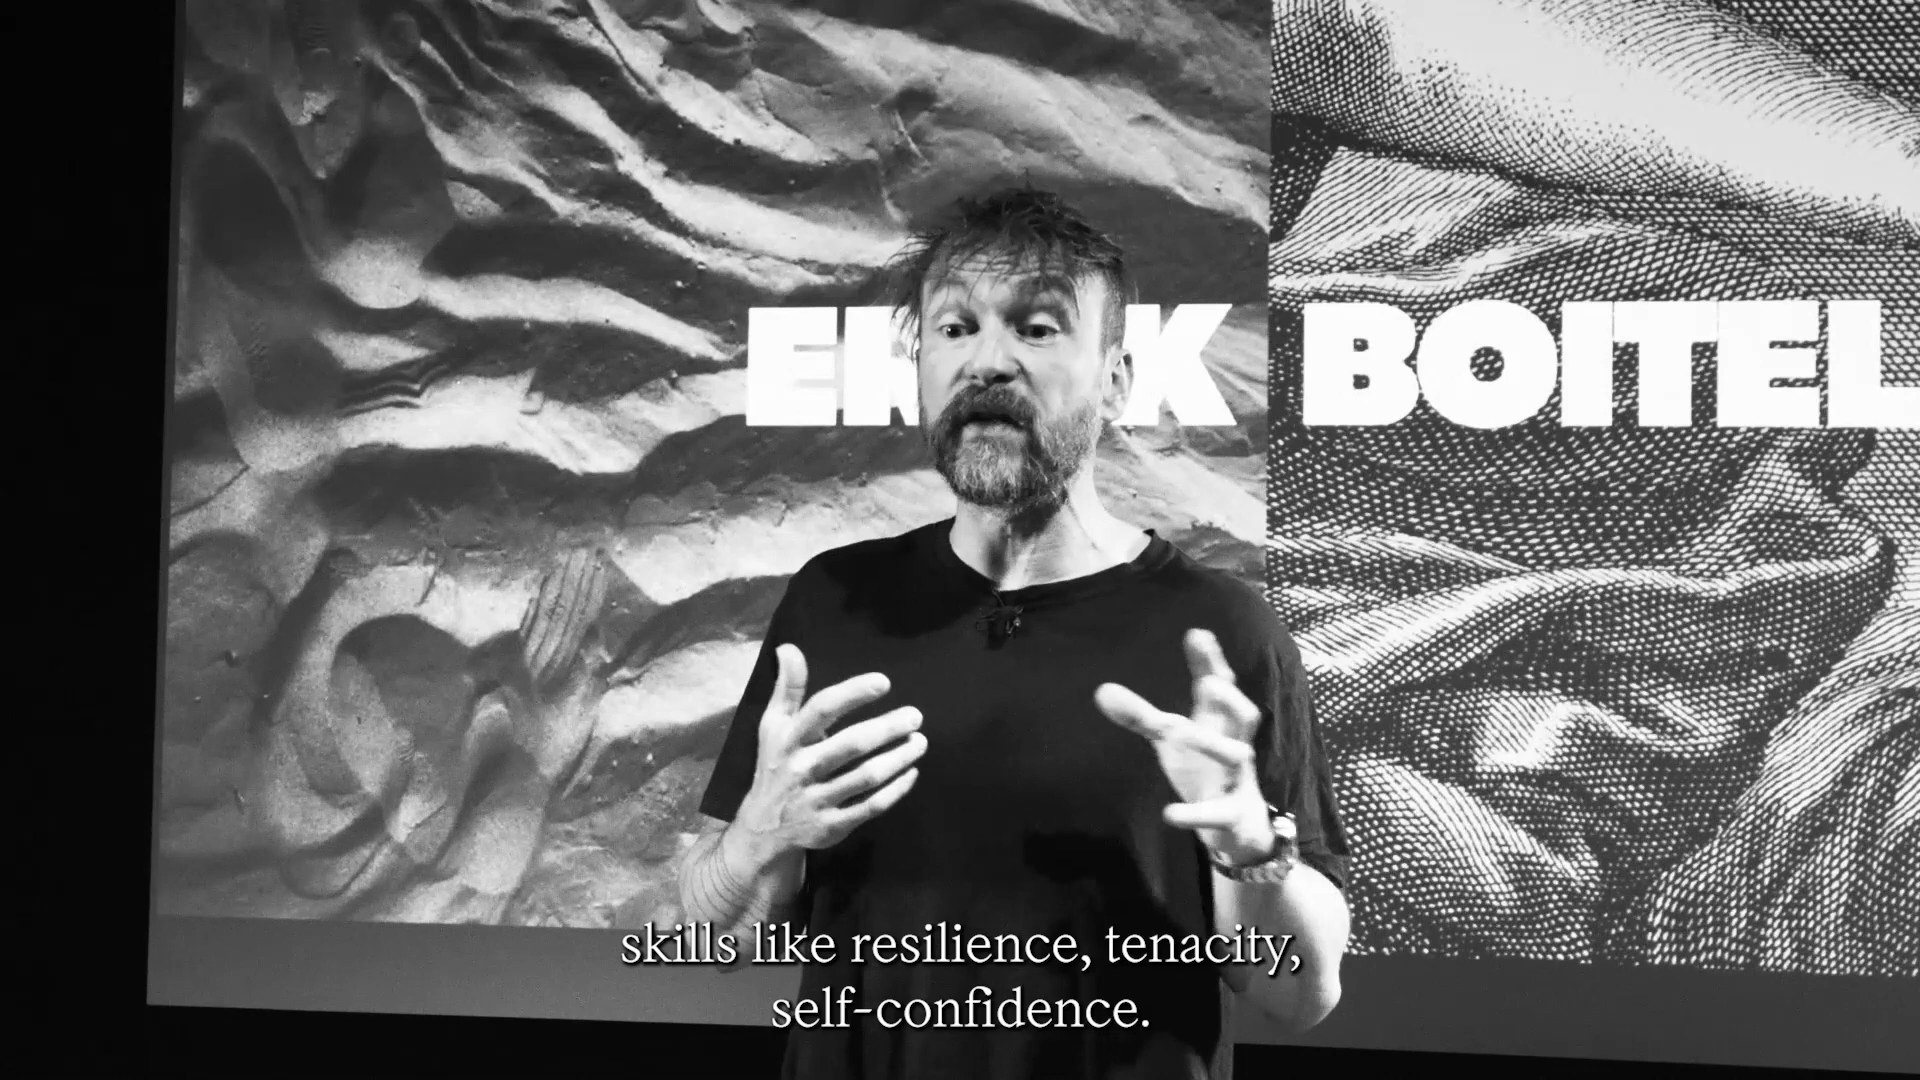 BOITEL
skills like resilience, tenacity,
self-confidence.